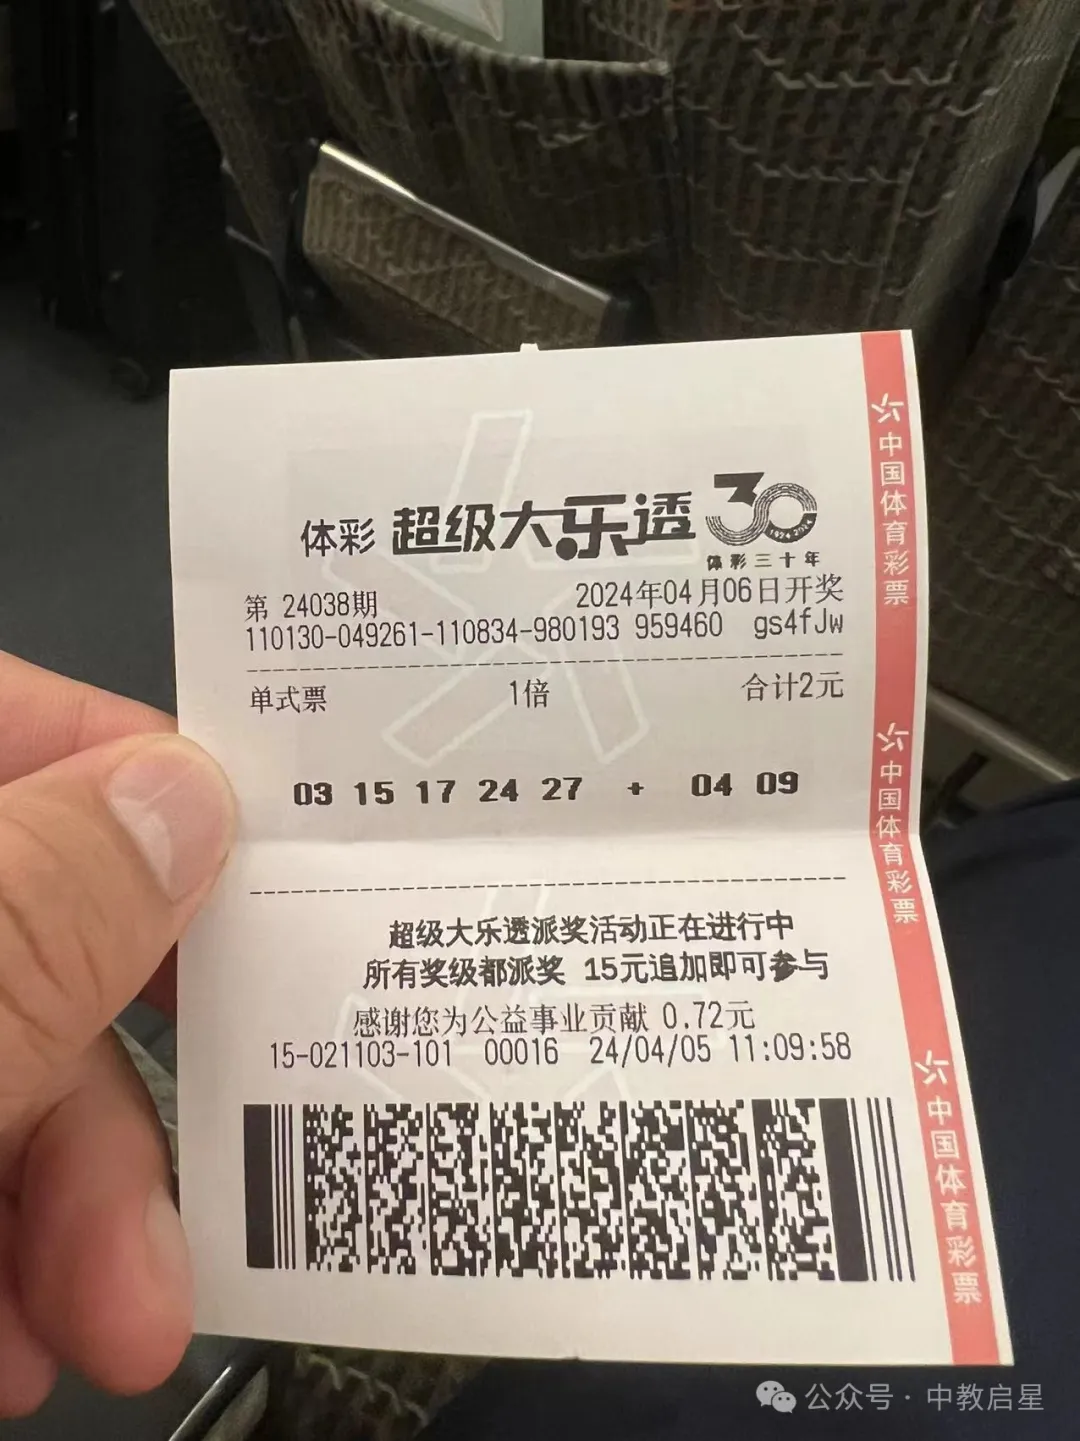 体彩 超级大乐透 30
1994-2024
体彩三十年
第 24038期 2024年04月06日开奖
110130-049261-110834-980193 959460 gs4fJw
单式票 1倍 合计2元
03 15 17 24 27 + 04 09
超级大乐透派奖活动正在进行中
所有奖级都派奖 15元追加即可参与
感谢您为公益事业贡献 0.72元
15-021103-101 00016 24/04/05 11:09:58
中国体育彩票
中国体育彩票
中国体育彩票
公众号·中教启星